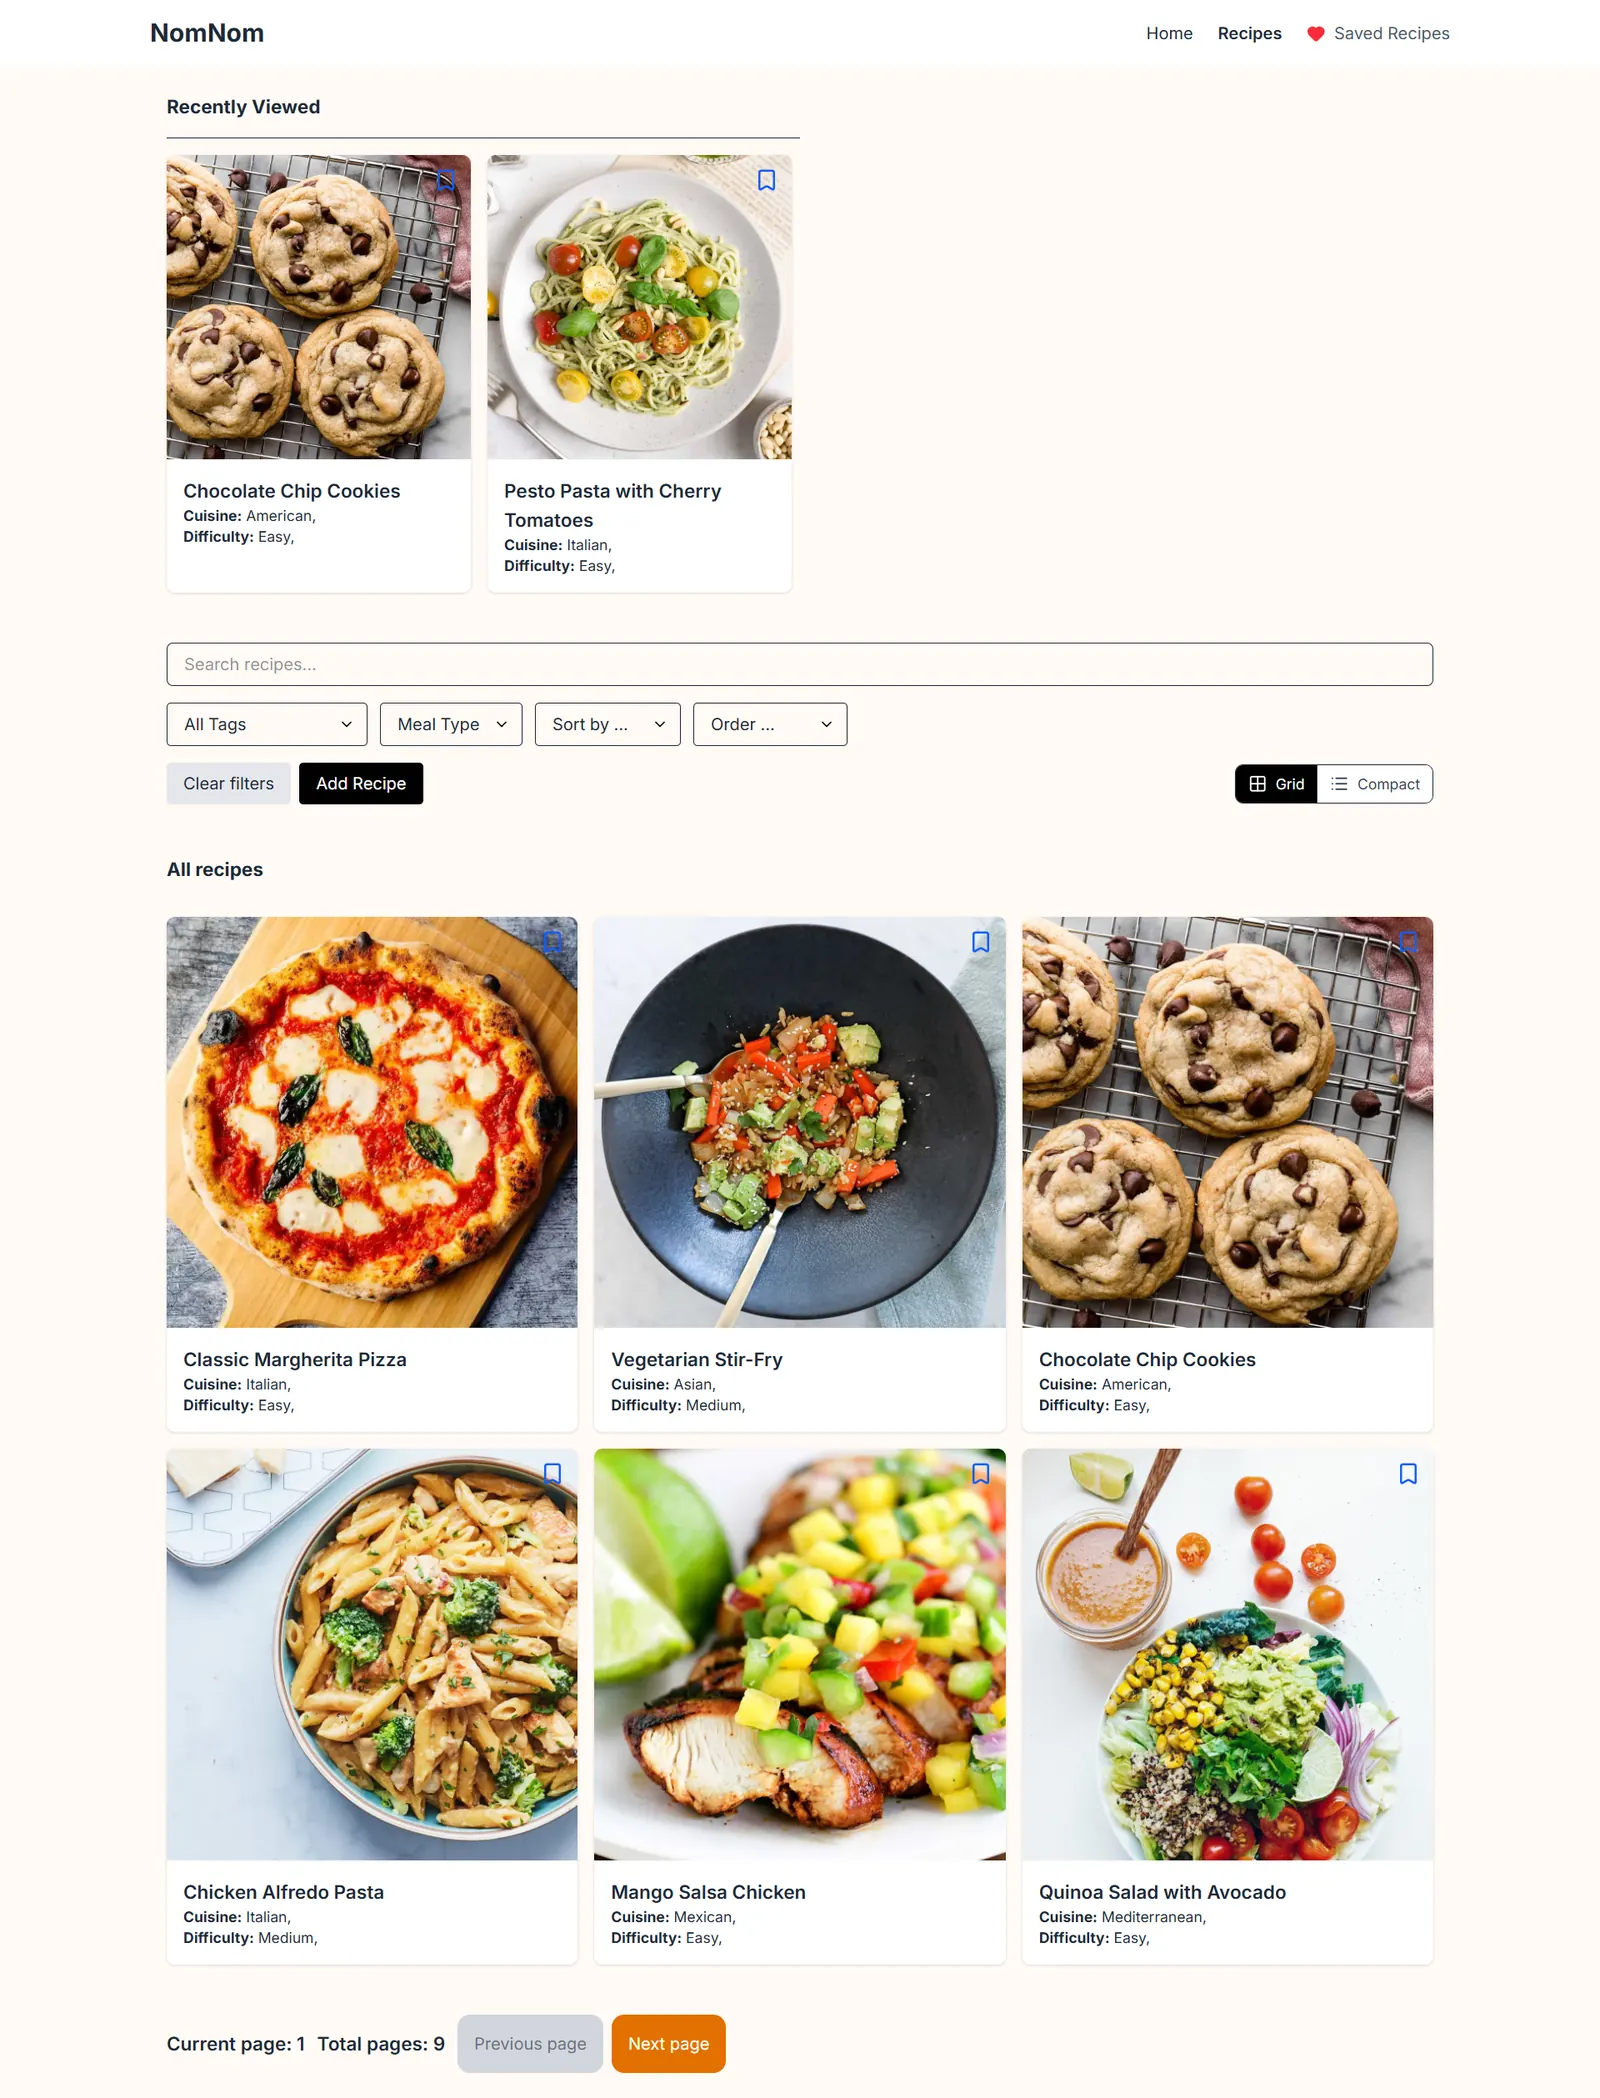 NomNom
Home
Recipes
Saved Recipes
Recently Viewed
Chocolate Chip Cookies
Cuisine: American,
Difficulty: Easy,
Pesto Pasta with Cherry
Tomatoes
Cuisine: Italian,
Difficulty: Easy,
Search recipes...
All Tags
Meal Type
Sort by ...
Order ...
Clear filters
Add Recipe
Grid
Compact
All recipes
Classic Margherita Pizza
Cuisine: Italian,
Difficulty: Easy,
Vegetarian Stir-Fry
Cuisine: Asian,
Difficulty: Medium,
Chocolate Chip Cookies
Cuisine: American,
Difficulty: Easy,
Chicken Alfredo Pasta
Cuisine: Italian,
Difficulty: Medium,
Mango Salsa Chicken
Cuisine: Mexican,
Difficulty: Easy,
Quinoa Salad with Avocado
Cuisine: Mediterranean,
Difficulty: Easy,
Current page: 1 Total pages: 9
Previous page
Next page